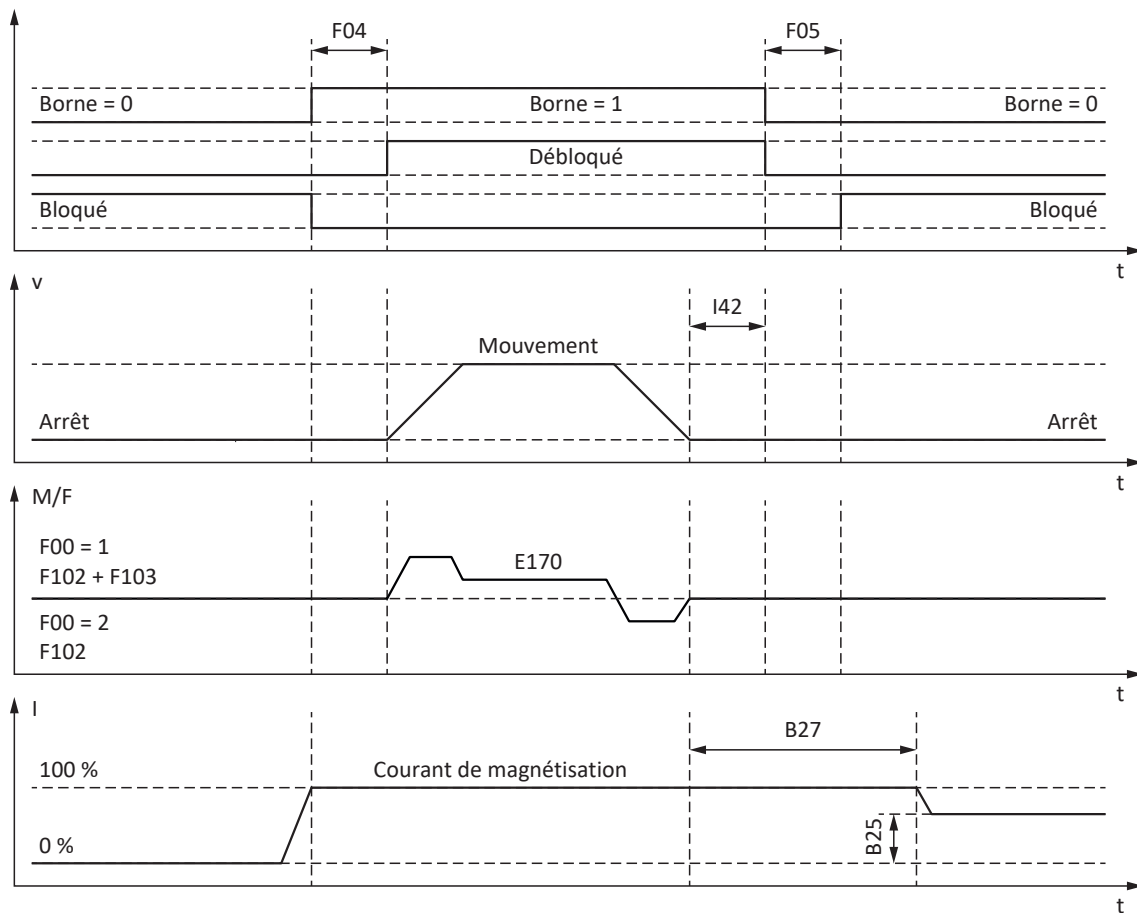 F04
F05
Borne = 0
Borne = 1
Borne = 0
Débloqué
Bloqué
Bloqué
t
v
I42
Mouvement
Arrêt
Arrêt
t
M/F
F00 = 1
F102 + F103
E170
F00 = 2
F102
t
I
B27
100 %
Courant de magnétisation
B25
0 %
t